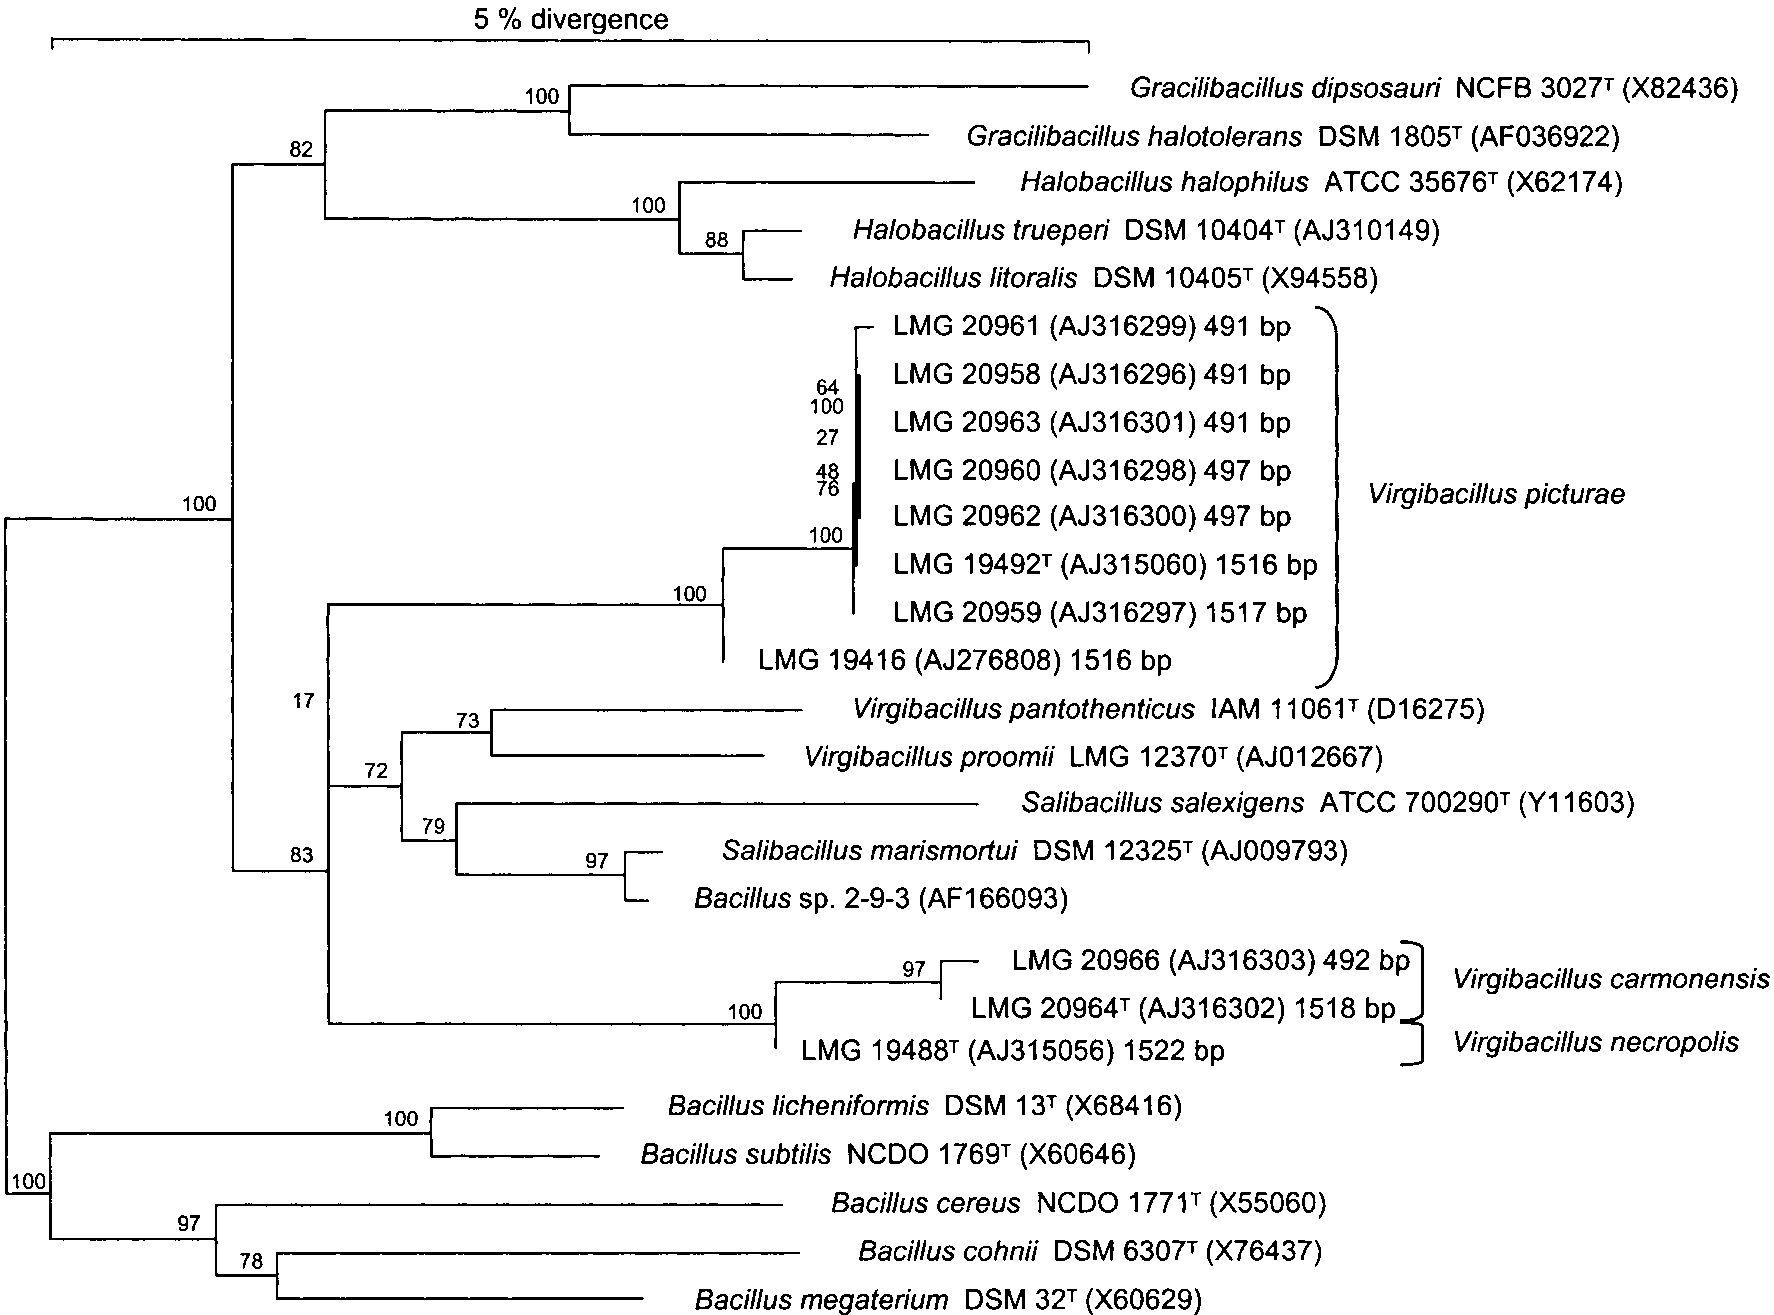 5 % divergence
100
Gracilibacillus dipsosauri NCFB 3027ᵀ (X82436)
Gracilibacillus halotolerans DSM 1805ᵀ (AF036922)
82
Halobacillus halophilus ATCC 35676ᵀ (X62174)
100
Halobacillus trueperi DSM 10404ᵀ (AJ310149)
88
Halobacillus litoralis DSM 10405ᵀ (X94558)
LMG 20961 (AJ316299) 491 bp
LMG 20958 (AJ316296) 491 bp
64
100
LMG 20963 (AJ316301) 491 bp
27
LMG 20960 (AJ316298) 497 bp
48
76
Virgibacillus picturae
100
LMG 20962 (AJ316300) 497 bp
100
LMG 19492ᵀ (AJ315060) 1516 bp
100
LMG 20959 (AJ316297) 1517 bp
LMG 19416 (AJ276808) 1516 bp
17
Virgibacillus pantothenticus IAM 11061ᵀ (D16275)
73
Virgibacillus proomii LMG 12370ᵀ (AJ012667)
72
Salibacillus salexigens ATCC 700290ᵀ (Y11603)
79
Salibacillus marismortui DSM 12325ᵀ (AJ009793)
83
97
Bacillus sp. 2-9-3 (AF166093)
LMG 20966 (AJ316303) 492 bp
97
Virgibacillus carmonensis
LMG 20964ᵀ (AJ316302) 1518 bp
100
LMG 19488ᵀ (AJ315056) 1522 bp
Virgibacillus necropolis
Bacillus licheniformis DSM 13ᵀ (X68416)
100
Bacillus subtilis NCDO 1769ᵀ (X60646)
100
Bacillus cereus NCDO 1771ᵀ (X55060)
97
Bacillus cohnii DSM 6307ᵀ (X76437)
78
Bacillus megaterium DSM 32ᵀ (X60629)